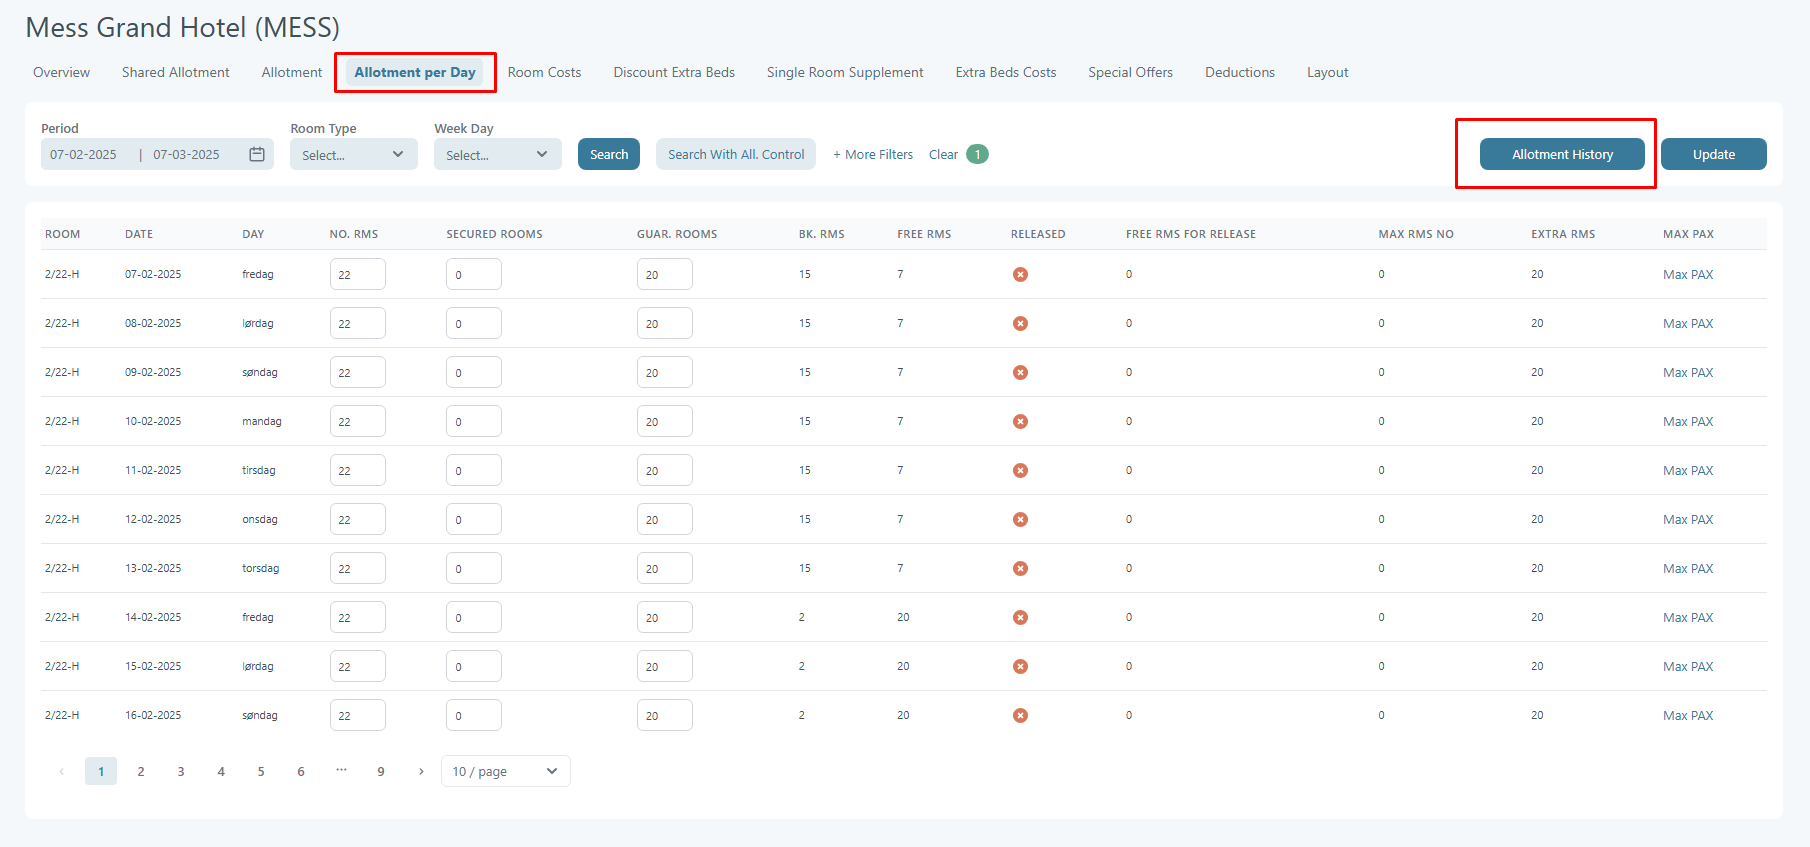 Mess Grand Hotel (MESS)
Overview Shared Allotment Allotment Allotment per Day Room Costs Discount Extra Beds Single Room Supplement Extra Beds Costs Special Offers Deductions Layout
Period Room Type Week Day
07-02-2025 | 07-03-2025 Select... Select... Search Search With All. Control + More Filters Clear 1 Allotment History Update
ROOM DATE DAY NO. RMS SECURED ROOMS GUAR. ROOMS BK. RMS FREE RMS RELEASED FREE RMS FOR RELEASE MAX RMS NO EXTRA RMS MAX PAX
2/22-H 07-02-2025 fredag 22 0 20 15 7 0 0 20 Max PAX
2/22-H 08-02-2025 lørdag 22 0 20 15 7 0 0 20 Max PAX
2/22-H 09-02-2025 søndag 22 0 20 15 7 0 0 20 Max PAX
2/22-H 10-02-2025 mandag 22 0 20 15 7 0 0 20 Max PAX
2/22-H 11-02-2025 tirsdag 22 0 20 15 7 0 0 20 Max PAX
2/22-H 12-02-2025 onsdag 22 0 20 15 7 0 0 20 Max PAX
2/22-H 13-02-2025 torsdag 22 0 20 15 7 0 0 20 Max PAX
2/22-H 14-02-2025 fredag 22 0 20 2 20 0 0 20 Max PAX
2/22-H 15-02-2025 lørdag 22 0 20 2 20 0 0 20 Max PAX
2/22-H 16-02-2025 søndag 22 0 20 2 20 0 0 20 Max PAX
‹ 1 2 3 4 5 6 ··· 9 › 10 / page